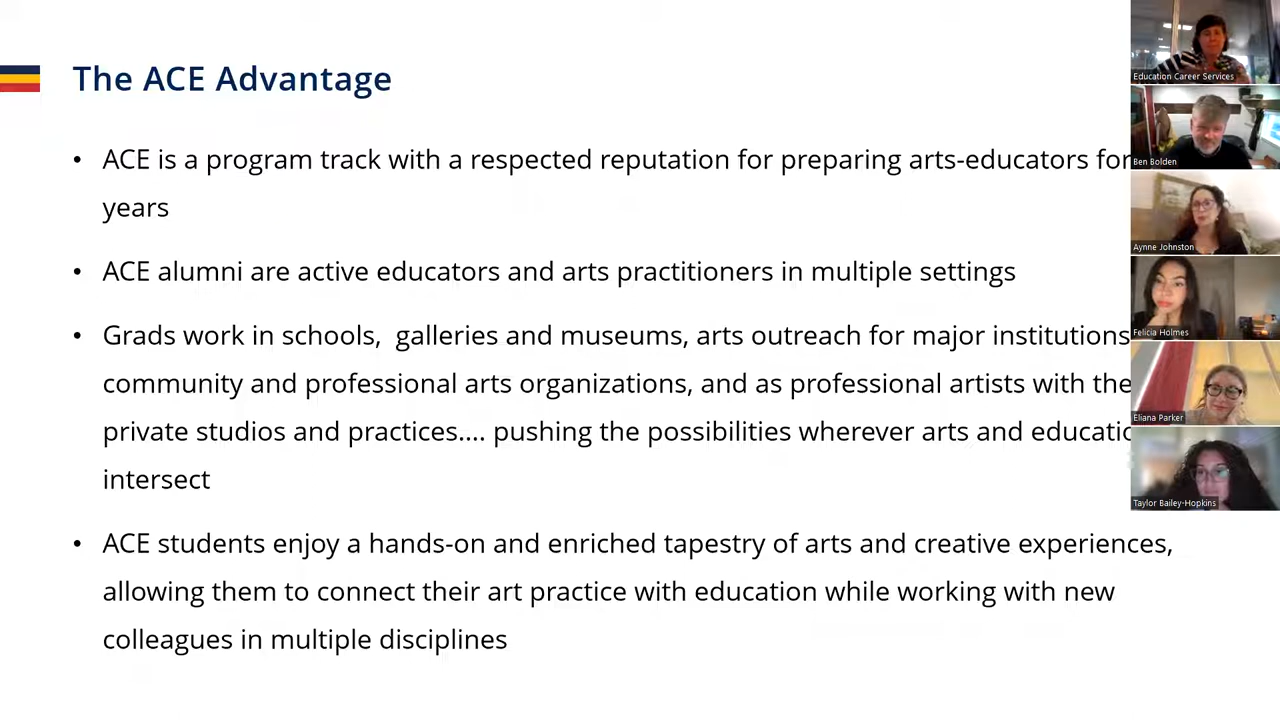 The ACE Advantage
• ACE is a program track with a respected reputation for preparing arts-educators for
years
• ACE alumni are active educators and arts practitioners in multiple settings
• Grads work in schools,  galleries and museums, arts outreach for major institutions
community and professional arts organizations, and as professional artists with the
private studios and practices.... pushing the possibilities wherever arts and educatio
intersect
• ACE students enjoy a hands-on and enriched tapestry of arts and creative experiences,
allowing them to connect their art practice with education while working with new
colleagues in multiple disciplines
Education Career Services
Ben Bolden
Aynne Johnston
Felicia Holmes
Eliana Parker
Taylor Bailey-Hopkins